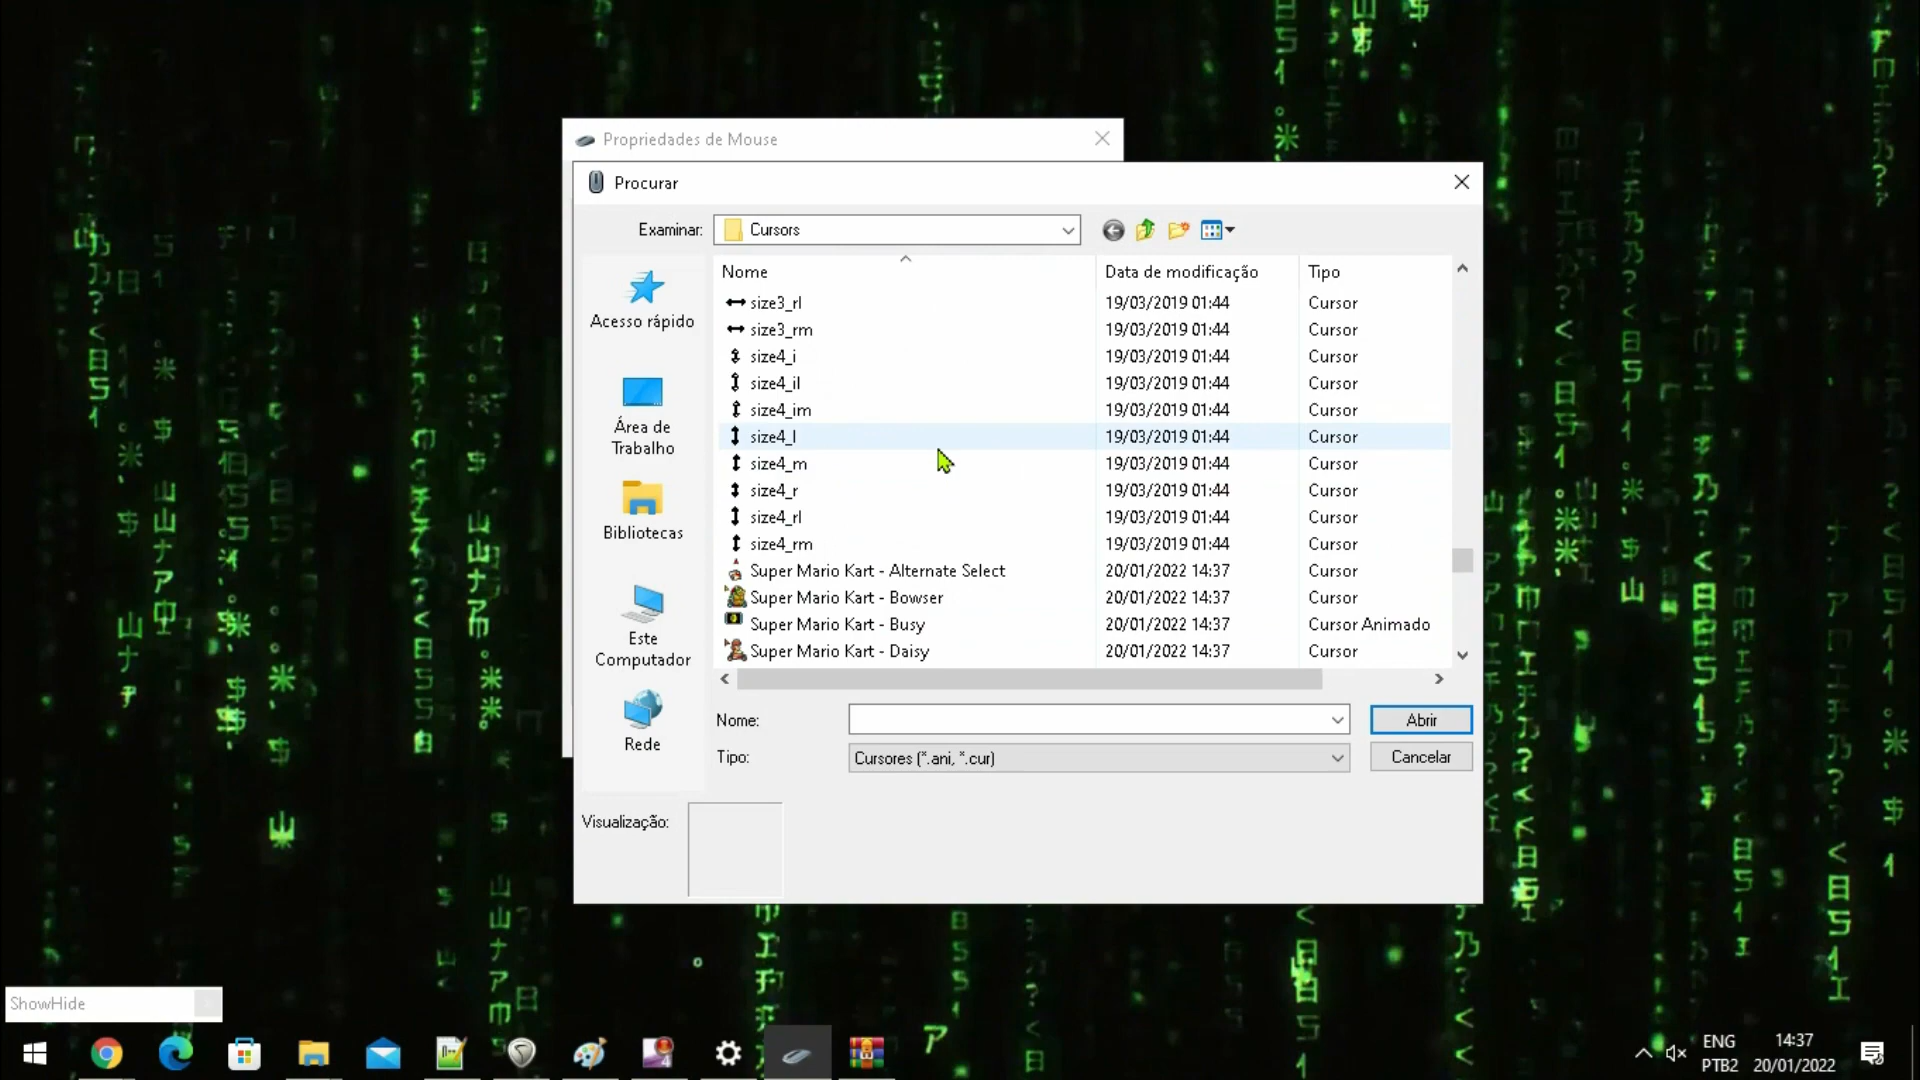 Propriedades de Mouse
Procurar
Examinar: Cursors
Nome Data de modificação Tipo
size3_rl 19/03/2019 01:44 Cursor
size3_rm 19/03/2019 01:44 Cursor
size4_i 19/03/2019 01:44 Cursor
size4_il 19/03/2019 01:44 Cursor
size4_im 19/03/2019 01:44 Cursor
size4_l 19/03/2019 01:44 Cursor
size4_m 19/03/2019 01:44 Cursor
size4_r 19/03/2019 01:44 Cursor
size4_rl 19/03/2019 01:44 Cursor
size4_rm 19/03/2019 01:44 Cursor
Super Mario Kart - Alternate Select 20/01/2022 14:37 Cursor
Super Mario Kart - Bowser 20/01/2022 14:37 Cursor
Super Mario Kart - Busy 20/01/2022 14:37 Cursor Animado
Super Mario Kart - Daisy 20/01/2022 14:37 Cursor
Acesso rápido
Área de
Trabalho
Bibliotecas
Este
Computador
Rede
Nome: Abrir
Tipo: Cursores (*.ani, *.cur) Cancelar
Visualização:
ShowHide
ENG 14:37
PTB2 20/01/2022